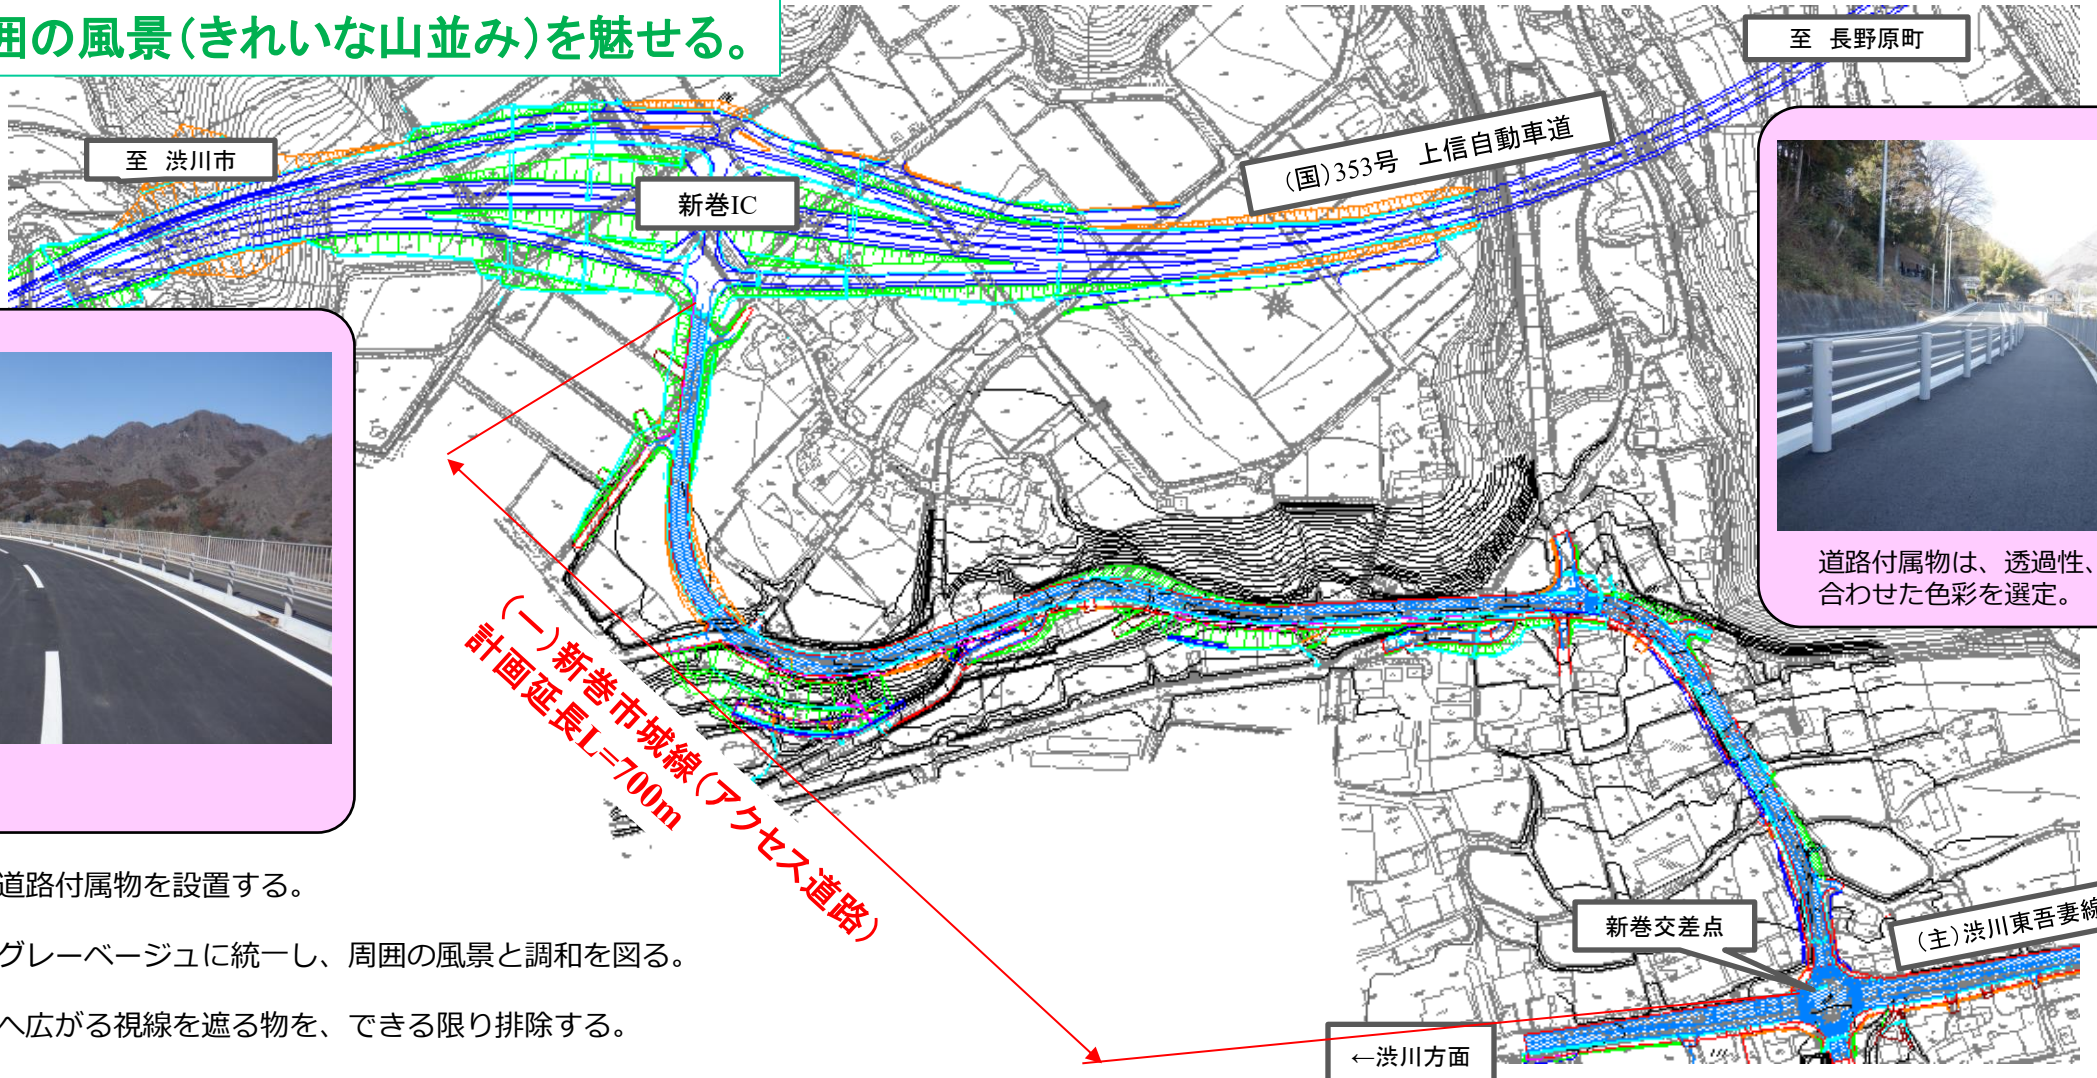 囲の風景(きれいな山並み)を魅せる。
至 長野原町
至 渋川市
(国)353号 上信自動車道
新巻IC
道路付属物は、透過性、
合わせた色彩を選定。
(一)新巻市城線(アクセス道路)
計画延長L=700m
道路付属物を設置する。
グレーベージュに統一し、周囲の風景と調和を図る。
へ広がる視線を遮る物を、できる限り排除する。
新巻交差点
(主)渋川東吾妻線
←渋川方面